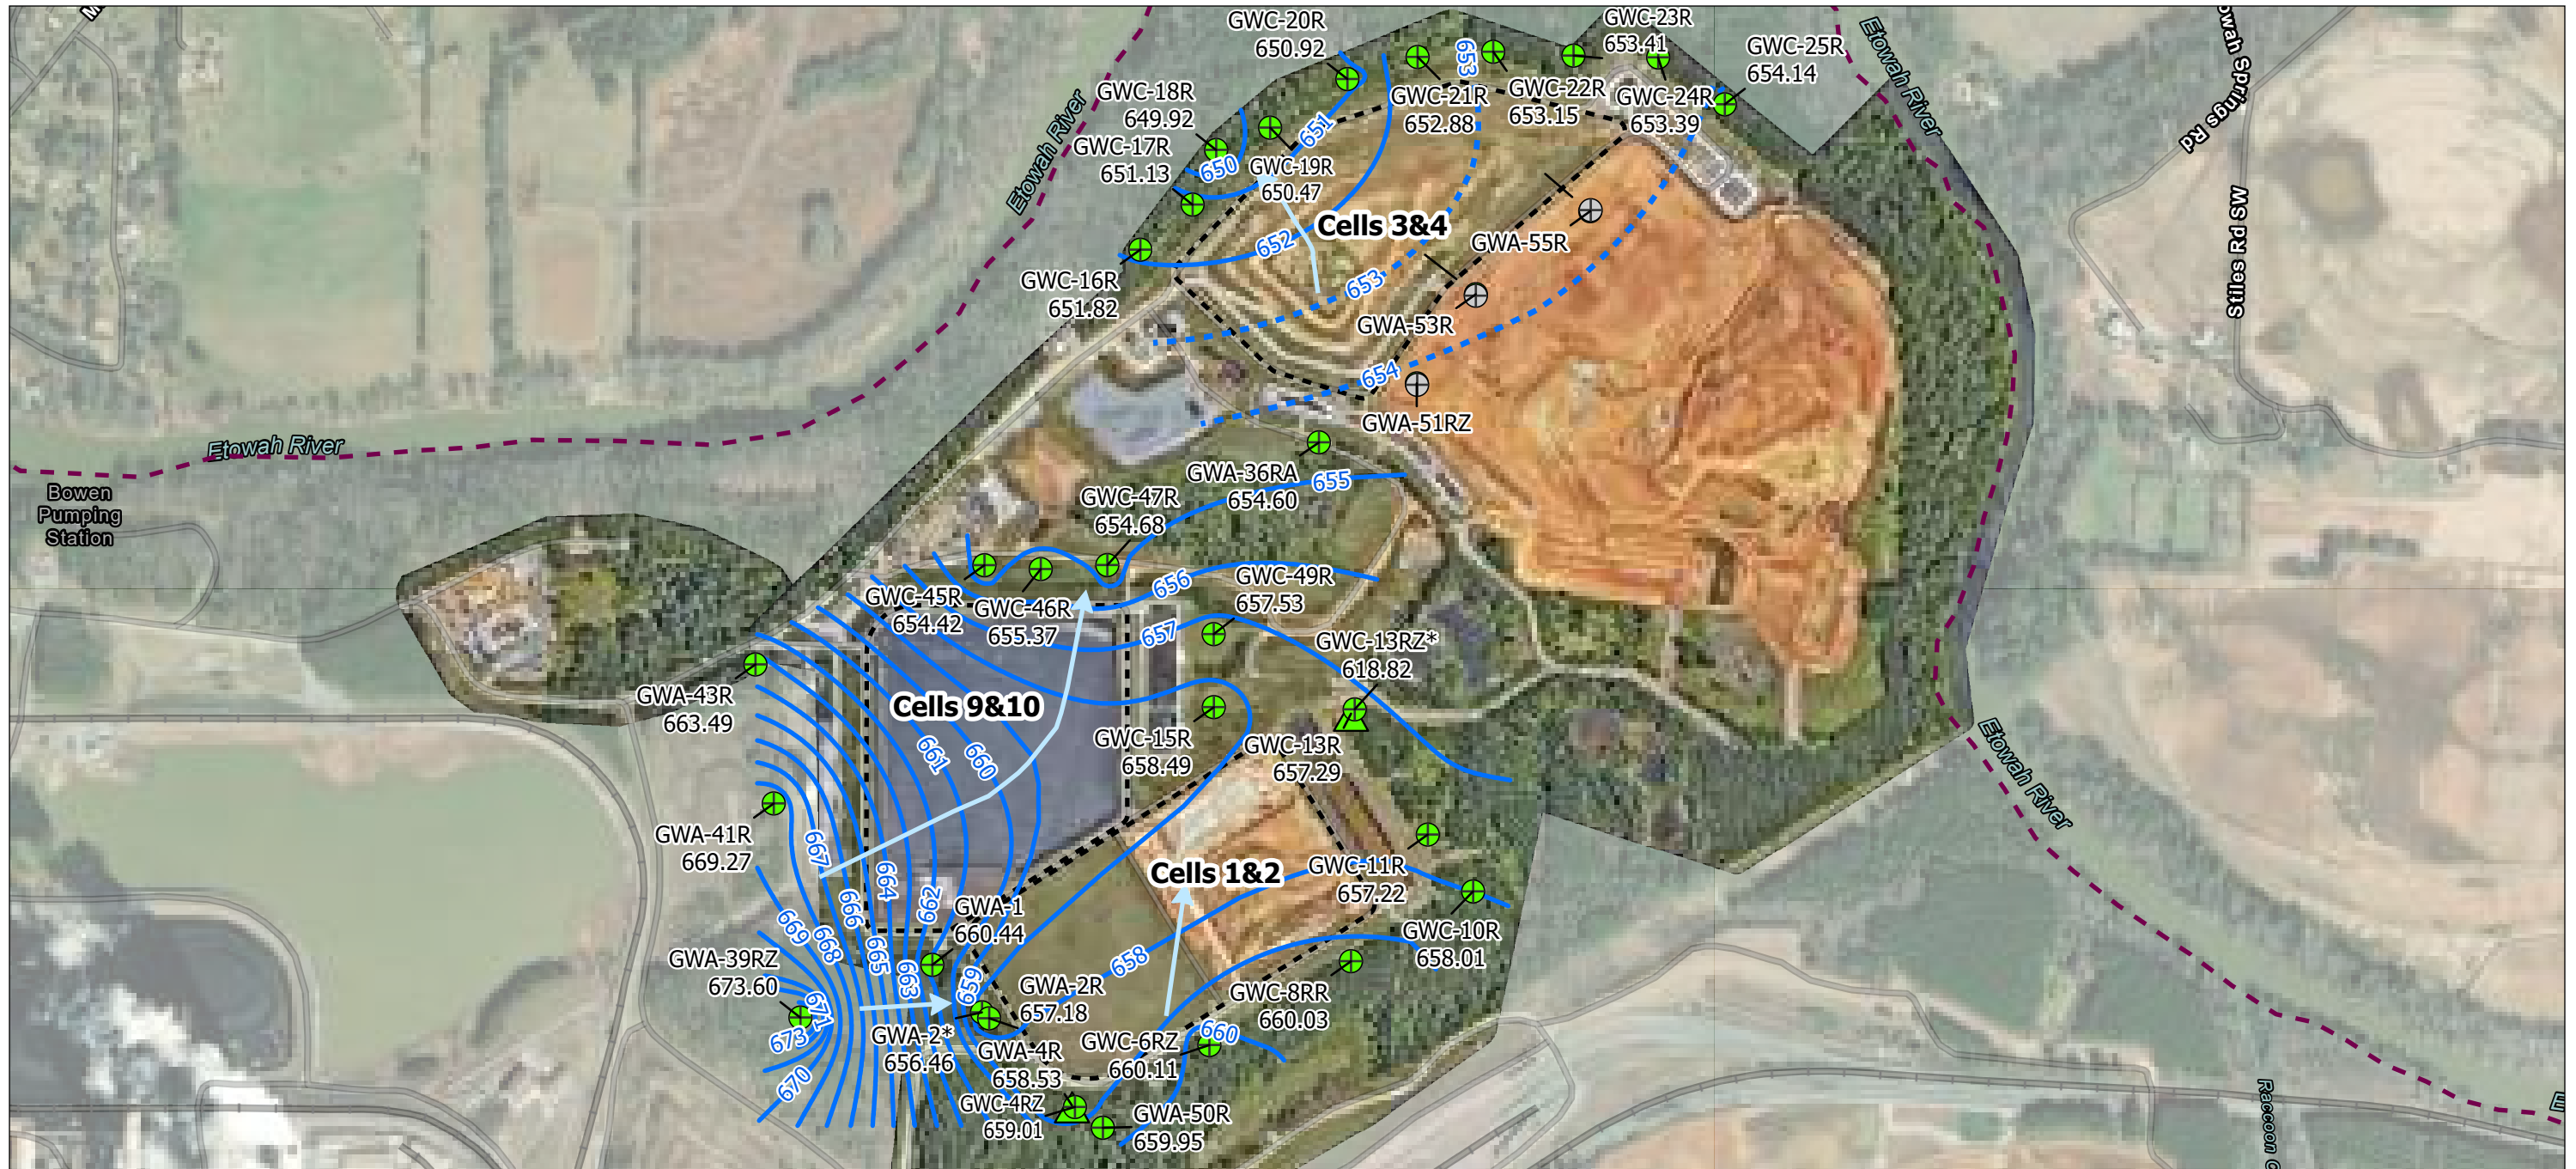 GWC-20R
650.92
GWC-23R
653.41
GWC-25R
654.14
Etowah River
owah Springs Rd
653
GWC-18R
649.92
GWC-21R
652.88
GWC-22R
653.15
GWC-24R
653.39
651
Etowah River
GWC-17R
651.13
650
GWC-19R
650.47
Cells 3&4
652
GWA-55R
Stiles Rd SW
GWC-16R
651.82
653
GWA-53R
654
GWA-51RZ
Etowah River
GWA-36RA
654.60
655
Bowen
Pumping
Station
GWC-47R
654.68
GWC-45R
654.42
GWC-46R
655.37
656
GWC-49R
657.53
657
GWC-13RZ*
618.82
GWA-43R
663.49
Cells 9&10
661
660
GWC-15R
658.49
GWC-13R
657.29
Etowah River
GWA-41R
669.27
667
664
666
662
Cells 1&2
GWC-11R
657.22
GWA-1
660.44
669
668
665
663
659
658
GWC-10R
658.01
GWA-39RZ
673.60
671
673
670
GWA-2R
657.18
GWC-8RR
660.03
GWA-2*
656.46
GWA-4R
658.53
GWC-6RZ
660.11
660
GWC-4RZ
659.01
GWA-50R
659.95
Raccoon C
E